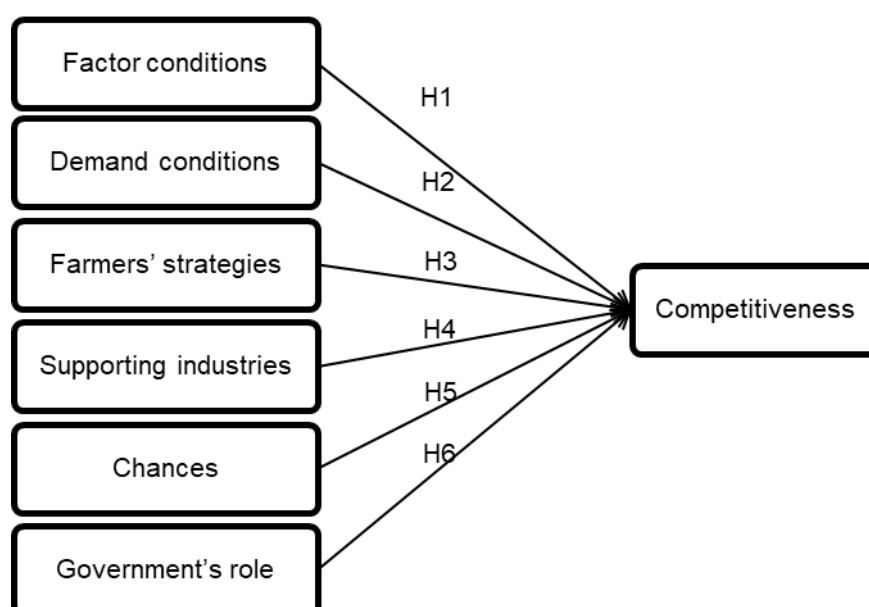 Factor conditions
H1
Demand conditions
H2
Farmers’ strategies
H3
Competitiveness
Supporting industries
H4
H5
Chances
H6
Government’s role